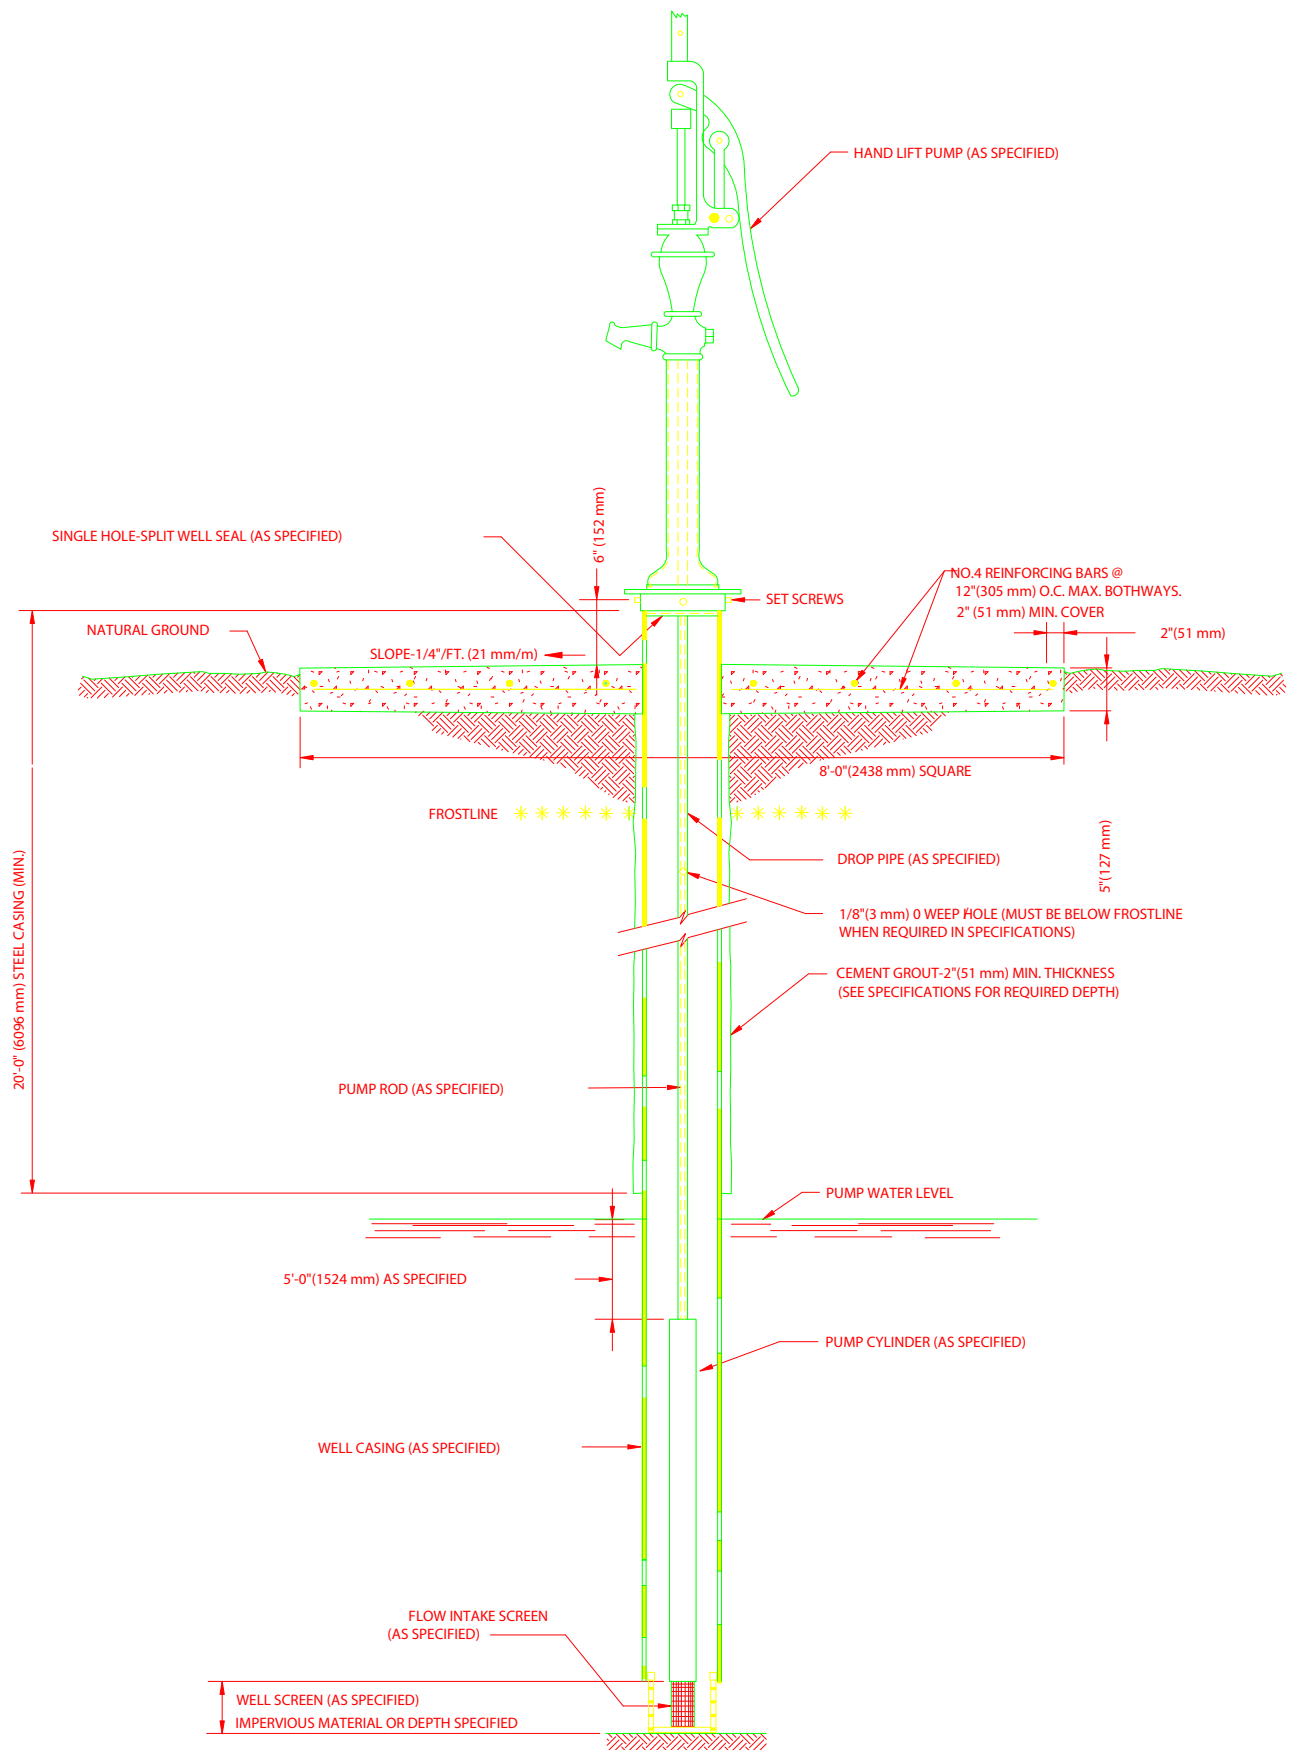 HAND LIFT PUMP (AS SPECIFIED)
6" (152 mm)
SINGLE HOLE-SPLIT WELL SEAL (AS SPECIFIED)
NO.4 REINFORCING BARS @
12"(305 mm) O.C. MAX. BOTHWAYS.
2" (51 mm) MIN. COVER
SET SCREWS
2"(51 mm)
NATURAL GROUND
SLOPE-1/4"/FT. (21 mm/m)
8'-0"(2438 mm) SQUARE
FROSTLINE
5"(127 mm)
DROP PIPE (AS SPECIFIED)
1/8"(3 mm) 0 WEEP HOLE (MUST BE BELOW FROSTLINE
WHEN REQUIRED IN SPECIFICATIONS)
20'-0" (6096 mm) STEEL CASING (MIN.)
CEMENT GROUT-2"(51 mm) MIN. THICKNESS
(SEE SPECIFICATIONS FOR REQUIRED DEPTH)
PUMP ROD (AS SPECIFIED)
PUMP WATER LEVEL
5'-0"(1524 mm) AS SPECIFIED
PUMP CYLINDER (AS SPECIFIED)
WELL CASING (AS SPECIFIED)
FLOW INTAKE SCREEN
(AS SPECIFIED)
WELL SCREEN (AS SPECIFIED)
IMPERVIOUS MATERIAL OR DEPTH SPECIFIED